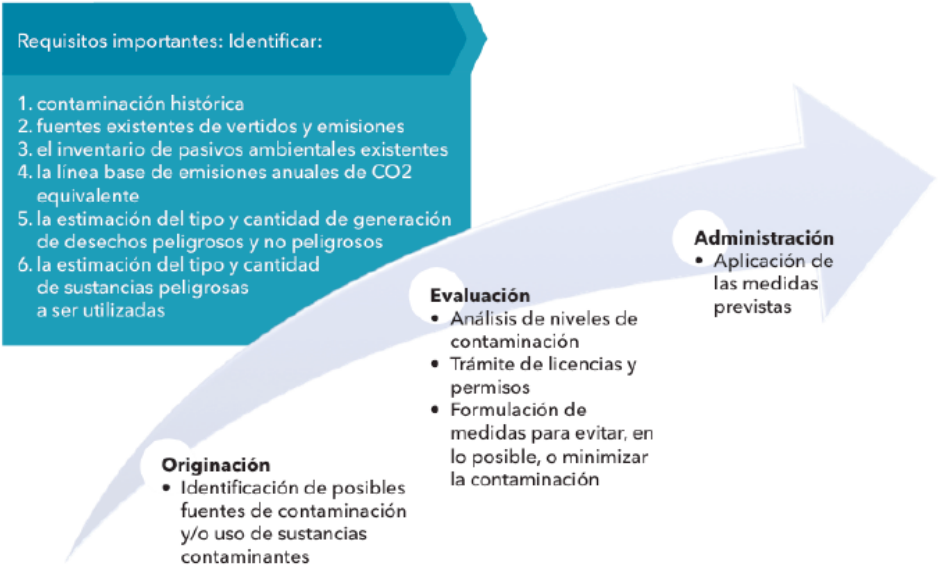 Requisitos importantes: Identificar:
1. contaminación histórica
2. fuentes existentes de vertidos y emisiones
3. el inventario de pasivos ambientales existentes
4. la línea base de emisiones anuales de CO2
equivalente
5. la estimación del tipo y cantidad de generación
de desechos peligrosos y no peligrosos
6. la estimación del tipo y cantidad
de sustancias peligrosas
a ser utilizadas
Originación
• Identificación de posibles
fuentes de contaminación
y/o uso de sustancias
contaminantes
Evaluación
• Análisis de niveles de
contaminación
• Trámite de licencias y
permisos
• Formulación de
medidas para evitar, en
lo posible, o minimizar
la contaminación
Administración
• Aplicación de
las medidas
previstas